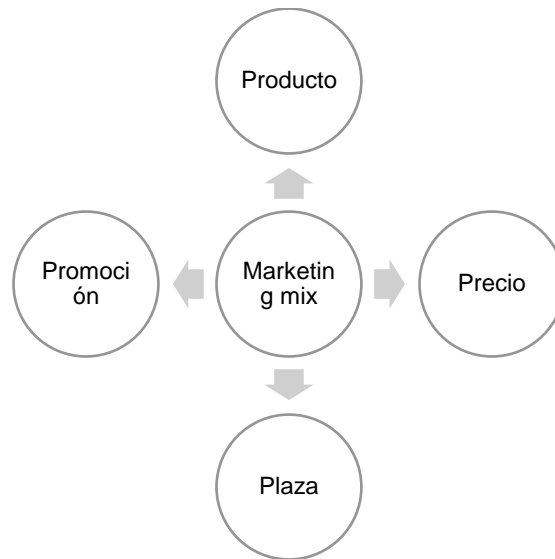 Producto
Promoci
ón
Marketin
g mix
Precio
Plaza